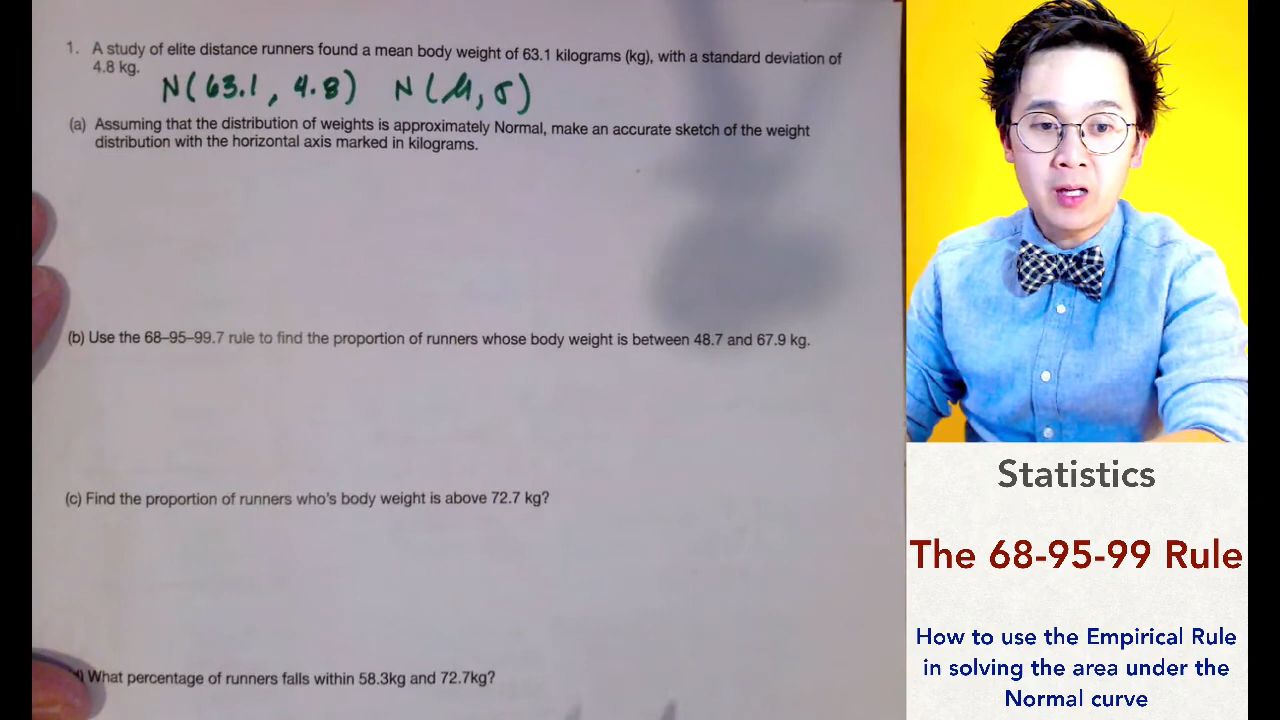 1. A study of elite distance runners found a mean body weight of 63.1 kilograms (kg), with a standard deviation of
4.8 kg.
N(63.1, 4.8) N(μ, σ)
(a) Assuming that the distribution of weights is approximately Normal, make an accurate sketch of the weight
distribution with the horizontal axis marked in kilograms.
(b) Use the 68–95–99.7 rule to find the proportion of runners whose body weight is between 48.7 and 67.9 kg.
(c) Find the proportion of runners who's body weight is above 72.7 kg?
) What percentage of runners falls within 58.3kg and 72.7kg?
Statistics
The 68-95-99 Rule
How to use the Empirical Rule
in solving the area under the
Normal curve